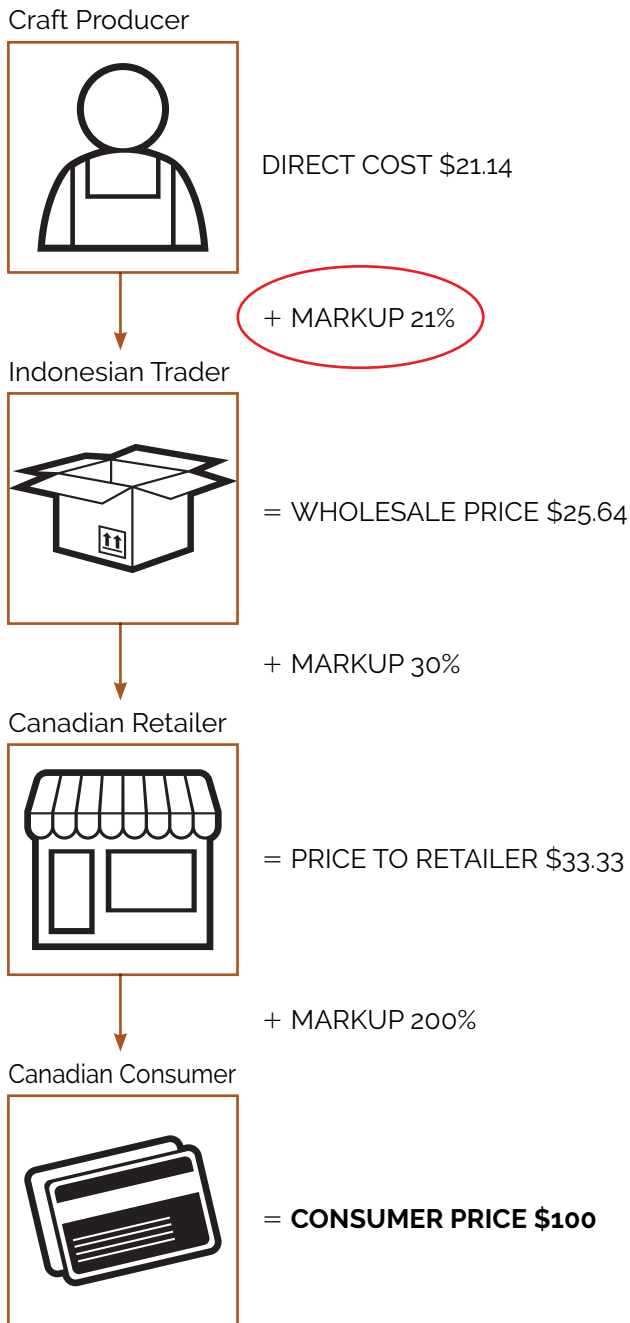 Craft Producer
DIRECT COST $21.14
+ MARKUP 21%
Indonesian Trader
= WHOLESALE PRICE $25.64
+ MARKUP 30%
Canadian Retailer
= PRICE TO RETAILER $33.33
+ MARKUP 200%
Canadian Consumer
= CONSUMER PRICE $100